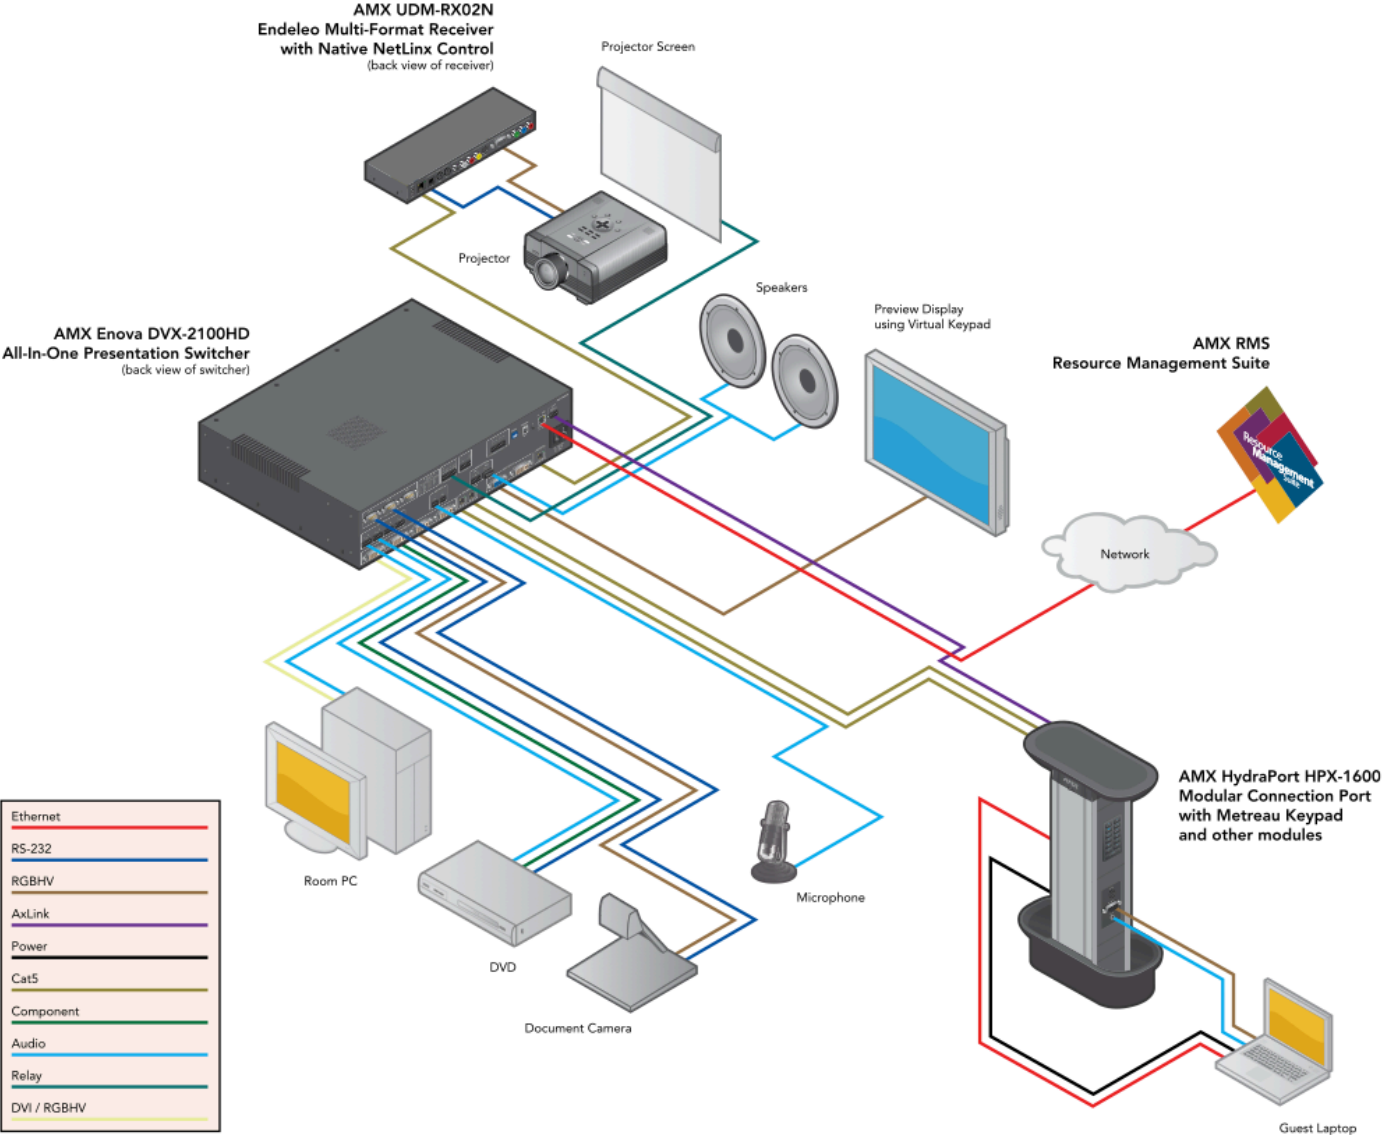 AMX UDM-RX02N
Endeleo Multi-Format Receiver
with Native NetLinx Control
(back view of receiver)
Projector Screen
Projector
Speakers
Preview Display
using Virtual Keypad
AMX Enova DVX-2100HD
All-In-One Presentation Switcher
(back view of switcher)
AMX RMS
Resource Management Suite
Resource
Management
Suite
Network
AMX HydraPort HPX-1600
Modular Connection Port
with Metreau Keypad
and other modules
Room PC
DVD
Document Camera
Microphone
Guest Laptop
Ethernet
RS-232
RGBHV
AxLink
Power
Cat5
Component
Audio
Relay
DVI / RGBHV